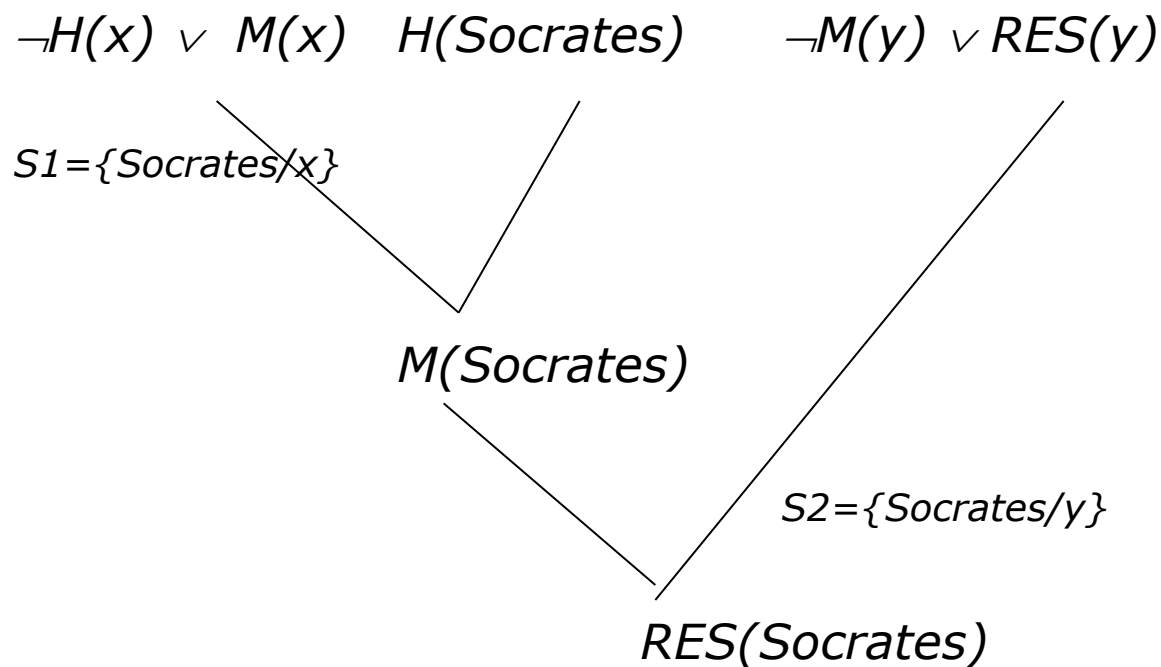 ¬H(x) ∨ M(x) H(Socrates) ¬M(y) ∨ RES(y)
S1={Socrates/x}
M(Socrates)
S2={Socrates/y}
RES(Socrates)